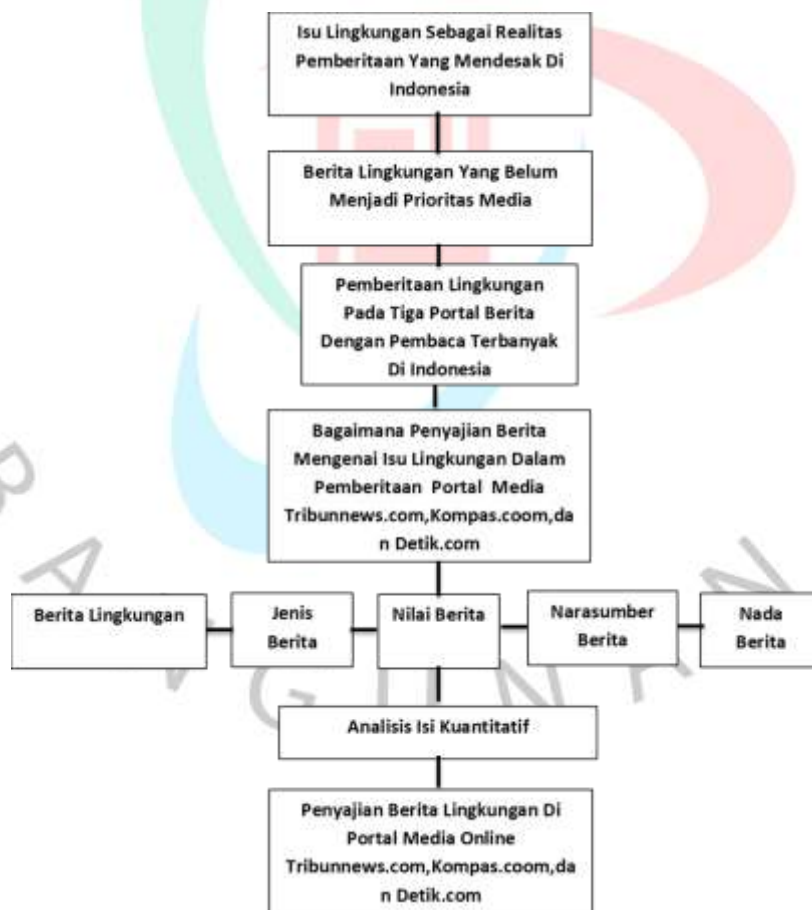 Isu Lingkungan Sebagai Realitas
Pemberitaan Yang Mendesak Di
Indonesia
Berita Lingkungan Yang Belum
Menjadi Prioritas Media
Pemberitaan Lingkungan
Pada Tiga Portal Berita
Dengan Pembaca Terbanyak
Di Indonesia
Bagaimana Penyajian Berita
Mengenai Isu Lingkungan Dalam
Pemberitaan Portal Media
Tribunnews.com,Kompas.coom,da
n Detik.com
Berita Lingkungan
Jenis
Berita
Nilai Berita
Narasumber
Berita
Nada
Berita
Analisis Isi Kuantitatif
Penyajian Berita Lingkungan Di
Portal Media Online
Tribunnews.com,Kompas.coom,da
n Detik.com